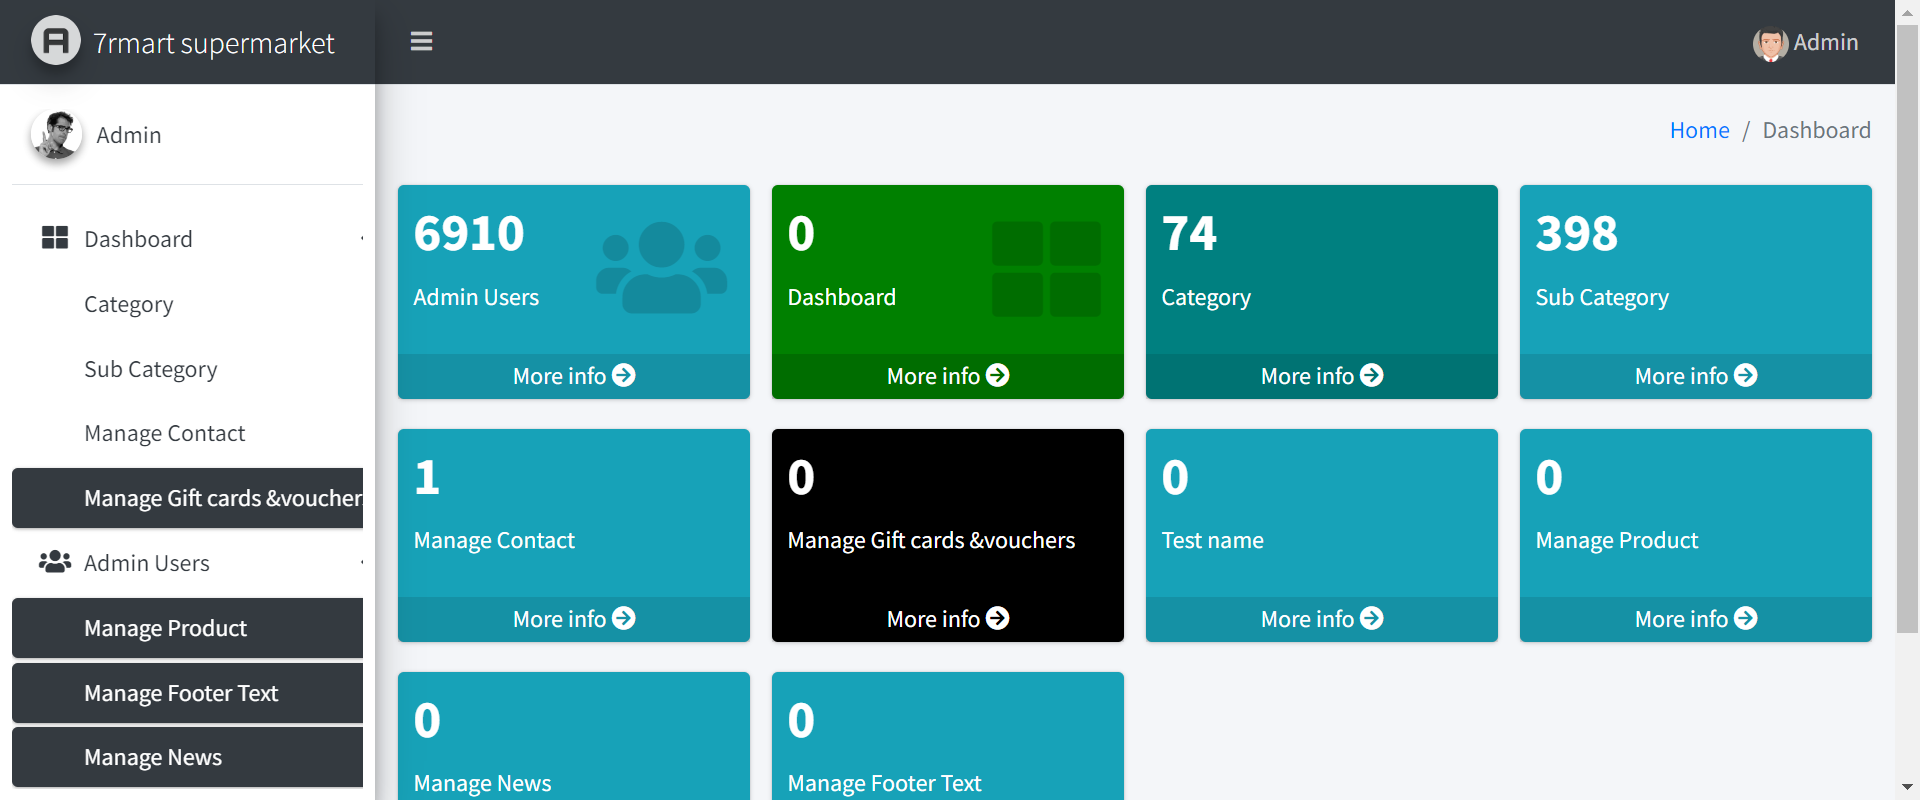 7rmart supermarket
Admin
Admin
Home / Dashboard
Dashboard
Category
Sub Category
Manage Contact
Manage Gift cards &voucher
Admin Users
Manage Product
Manage Footer Text
Manage News
6910
Admin Users
More info
0
Dashboard
More info
74
Category
More info
398
Sub Category
More info
1
Manage Contact
More info
0
Manage Gift cards &vouchers
More info
0
Test name
More info
0
Manage Product
More info
0
Manage News
0
Manage Footer Text